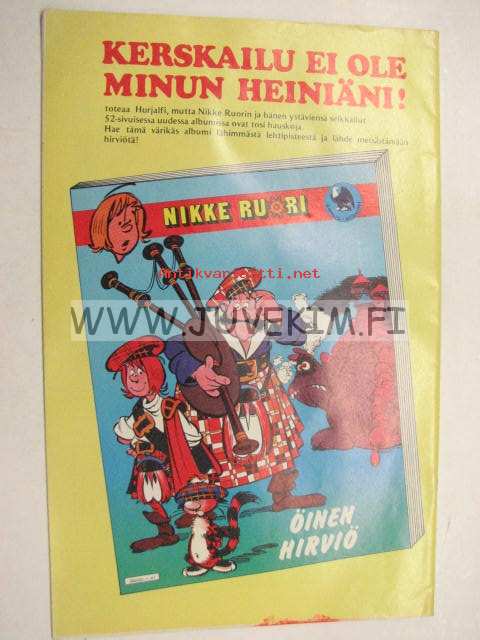 KERSKAILU EI OLE
MINUN HEINIÄNI!
toteaa Hurjalfi, mutta Nikke Ruorin ja hänen ystäviensä seikkailut
52-sivuisessa uudessa albumissa ovat tosi hauskoja.
Hae tämä värikäs albumi lähimmästä lehtipisteestä ja lähde metsästämään
hirviötä!
NIKKE RUORI
Antikvariaatti.net
WWW.JUVEKIM.FI
ÖINEN
HIRVIÖ